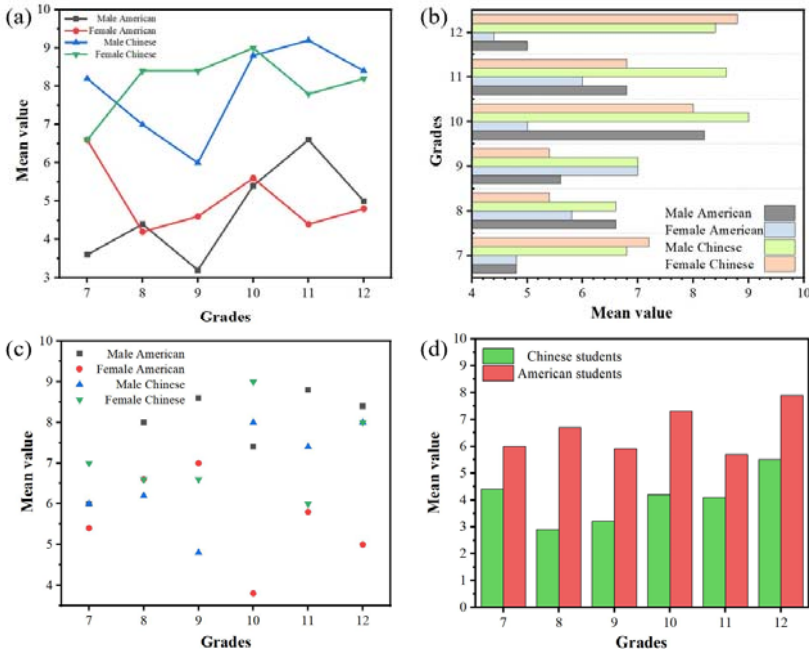 (a)
Male American
Female American
Male Chinese
Female Chinese
10
9
8
7
6
5
4
3
Mean value
7 8 9 10 11 12
Grades
(b)
12
11
10
9
8
7
Grades
Male American
Female American
Male Chinese
Female Chinese
4 5 6 7 8 9 10
Mean value
(c)
Male American
Female American
Male Chinese
Female Chinese
10
9
8
7
6
5
4
Mean value
7 8 9 10 11 12
Grades
(d)
Chinese students
American students
10
9
8
7
6
5
4
3
2
1
0
Mean value
7 8 9 10 11 12
Grades